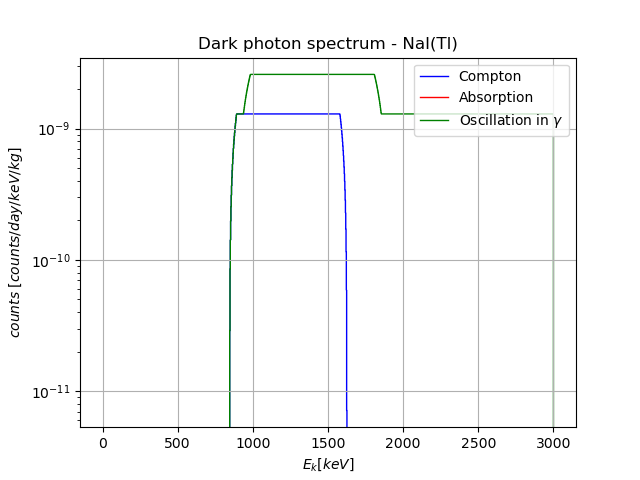 Dark photon spectrum - NaI(Tl)
Compton
Absorption
Oscillation in γ
counts [counts/day/keV/kg]
10⁻⁹
10⁻¹⁰
10⁻¹¹
0 500 1000 1500 2000 2500 3000
E_k[keV]